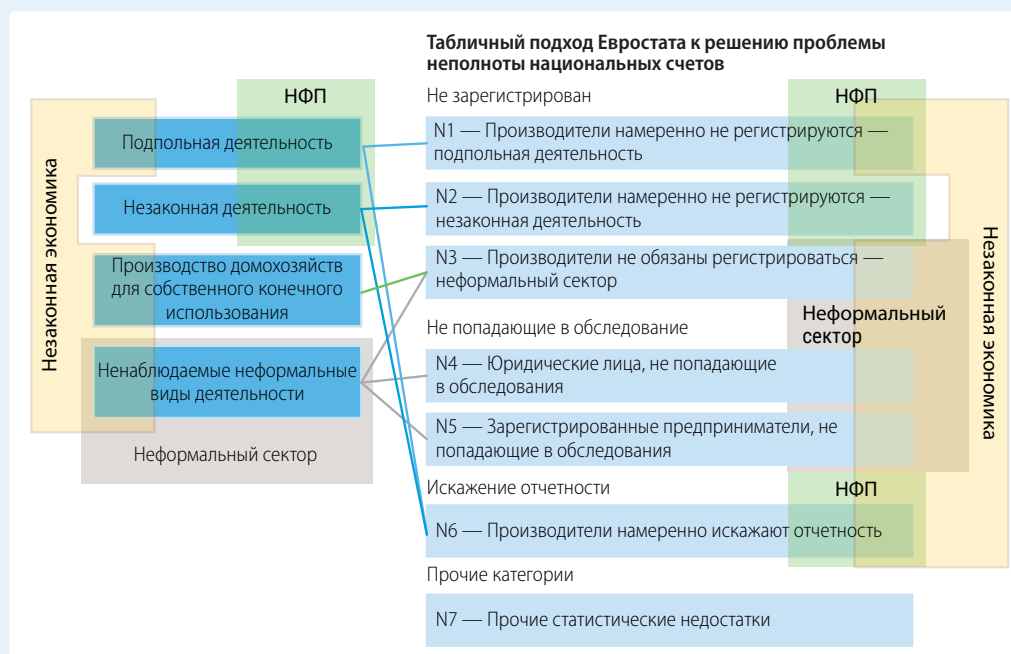 Табличный подход Евростата к решению проблемы
неполноты национальных счетов
НФП
Не зарегистрирован
НФП
Незаконная экономика
Подпольная деятельность
N1 — Производители намеренно не регистрируются —
подпольная деятельность
Незаконная деятельность
N2 — Производители намеренно не регистрируются —
незаконная деятельность
Производство домохозяйств
для собственного конечного
использования
N3 — Производители не обязаны регистрироваться —
неформальный сектор
Неформальный
сектор
Незаконная экономика
Не попадающие в обследование
Ненаблюдаемые неформальные
виды деятельности
N4 — Юридические лица, не попадающие
в обследования
Неформальный сектор
N5 — Зарегистрированные предприниматели, не
попадающие в обследования
Искажение отчетности
НФП
N6 — Производители намеренно искажают отчетность
Прочие категории
N7 — Прочие статистические недостатки